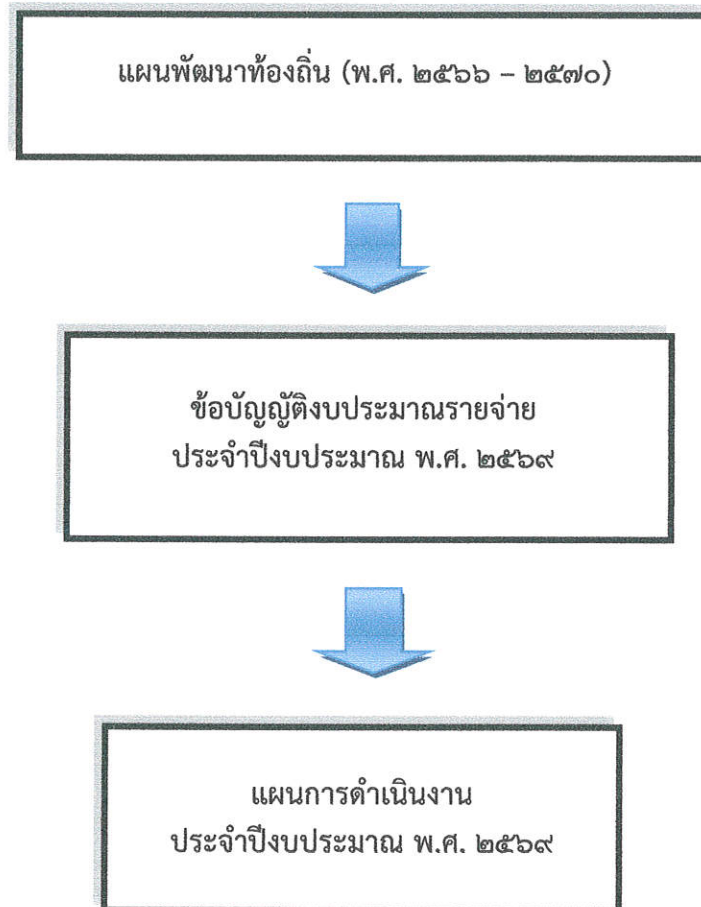 แผนพัฒนาท้องถิ่น (พ.ศ. ๒๕๖๖ – ๒๕๗๐)
ข้อบัญญัติงบประมาณรายจ่าย
ประจำปีงบประมาณ พ.ศ. ๒๕๖๙
แผนการดำเนินงาน
ประจำปีงบประมาณ พ.ศ. ๒๕๖๙